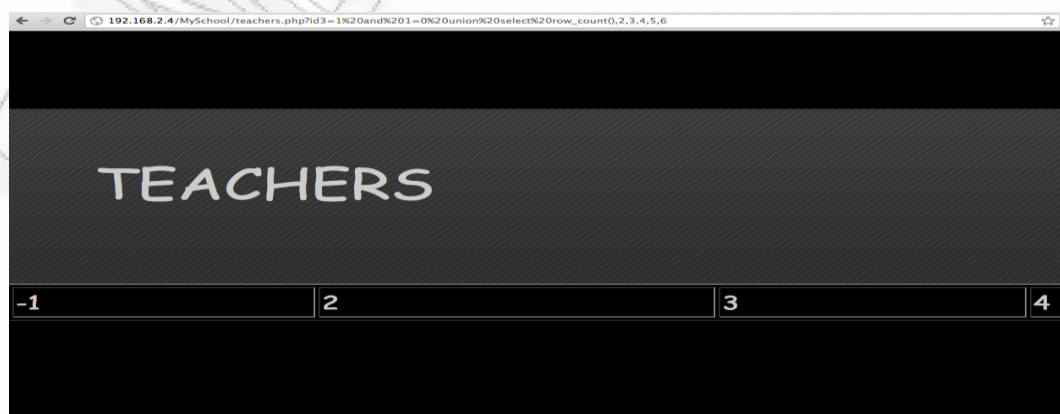 192.168.2.4/MySchool/teachers.php?id3=1%20and%201=0%20union%20select%20row_count(),2,3,4,5,6
TEACHERS
-1 2 3 4